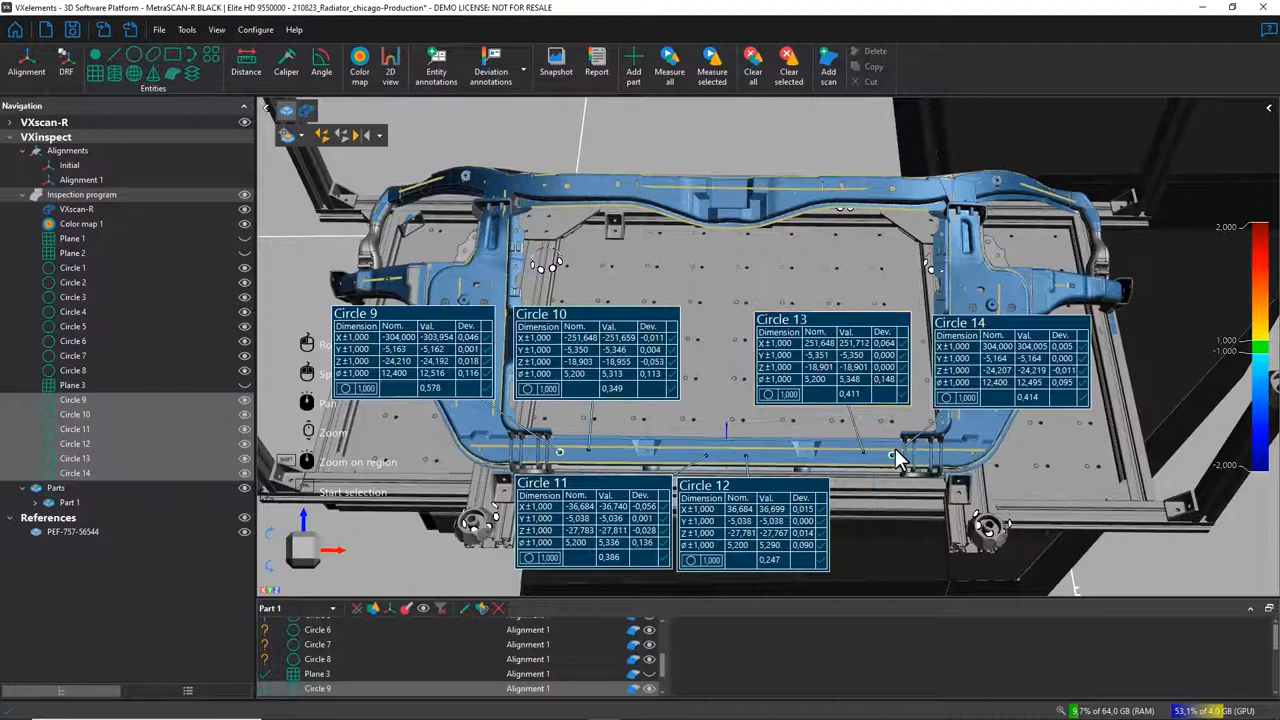 VXelements - 3D Software Platform - MetraSCAN-R BLACK | Elite HD 9550000 - 210823_Radiator_chicago-Production* - DEMO LICENSE: NOT FOR RESALE
File Tools View Configure Help
Alignment DRF Entities Distance Caliper Angle Color map 2D view Entity annotations Deviation annotations Snapshot Report Add part Measure all Measure selected Clear all Clear selected Add scan Delete Copy Cut
Navigation
VXscan-R
VXinspect
Alignments
Initial
Alignment 1
Inspection program
VXscan-R
Color map 1
Plane 1
Plane 2
Circle 1
Circle 2
Circle 3
Circle 4
Circle 5
Circle 6
Circle 7
Circle 8
Plane 3
Circle 9
Circle 10
Circle 11
Circle 12
Circle 13
Circle 14
Parts
Part 1
References
PEF-757-56544
Circle 9
Dimension Nom. Val. Dev.
X±1,000 -304,000 -303,954 0,046
Y±1,000 -5,163 -5,162 0,001
Z±1,000 -24,210 -24,192 0,018
ø±1,000 12,400 12,516 0,116
1,000 0,578
Circle 10
Dimension Nom. Val. Dev.
X±1,000 -251,648 -251,659 -0,011
Y±1,000 -5,350 -5,346 0,004
Z±1,000 -18,903 -18,955 -0,053
ø±1,000 5,200 5,313 0,113
1,000 0,349
Circle 13
Dimension Nom. Val. Dev.
X±1,000 251,648 251,712 0,064
Y±1,000 -5,351 -5,350 0,000
Z±1,000 -18,901 -18,901 0,000
ø±1,000 5,200 5,348 0,148
1,000 0,411
Circle 14
Dimension Nom. Val. Dev.
X±1,000 304,000 304,005 0,005
Y±1,000 -5,164 -5,164 0,000
Z±1,000 -24,207 -24,219 -0,011
ø±1,000 12,400 12,495 0,095
1,000 0,414
Pan
Zoom
SHIFT Zoom on region
Start selection
Circle 11
Dimension Nom. Val. Dev.
X±1,000 -36,684 -36,740 -0,056
Y±1,000 -5,038 -5,036 0,001
Z±1,000 -27,783 -27,811 -0,028
ø±1,000 5,200 5,336 0,136
1,000 0,386
Circle 12
Dimension Nom. Val. Dev.
X±1,000 36,684 36,699 0,015
Y±1,000 -5,038 -5,038 0,000
Z±1,000 -27,781 -27,767 0,014
ø±1,000 5,200 5,290 0,090
1,000 0,247
2,000
1,000
-1,000
-2,000
X Y Z
Part 1
Circle 6 Alignment 1
Circle 7 Alignment 1
Circle 8 Alignment 1
Plane 3 Alignment 1
Circle 9 Alignment 1
9,7% of 64,0 GB (RAM) 53,1% of 4,0 GB (GPU)